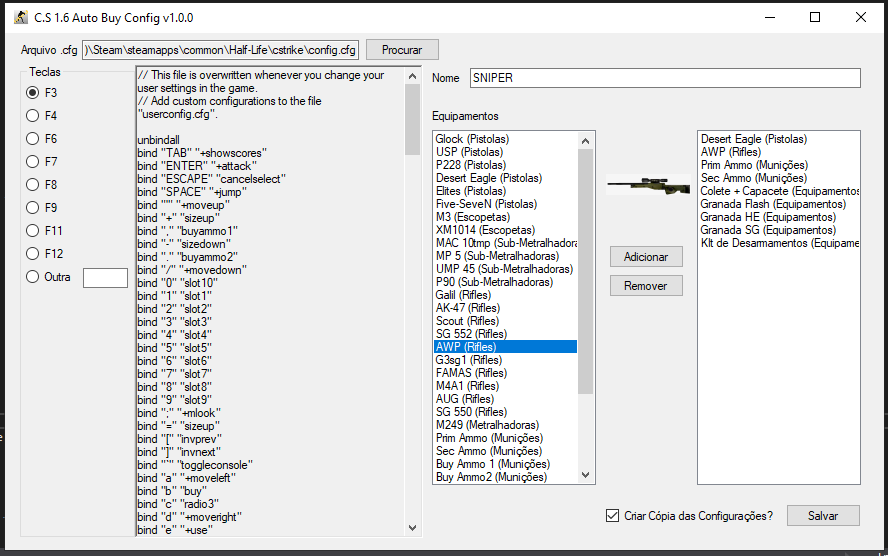 C.S 1.6 Auto Buy Config v1.0.0
Arquivo .cfg
)\Steam\steamapps\common\Half-Life\cstrike\config.cfg
Procurar
Teclas
F3
F4
F6
F7
F8
F9
F11
F12
Outra
// This file is overwritten whenever you change your
user settings in the game.
// Add custom configurations to the file
"userconfig.cfg".
unbindall
bind "TAB" "+showscores"
bind "ENTER" "+attack"
bind "ESCAPE" "cancelselect"
bind "SPACE" "+jump"
bind "'" "+moveup"
bind "+" "sizeup"
bind "," "buyammo1"
bind "-" "sizedown"
bind "." "buyammo2"
bind "/" "+movedown"
bind "0" "slot10"
bind "1" "slot1"
bind "2" "slot2"
bind "3" "slot3"
bind "4" "slot4"
bind "5" "slot5"
bind "6" "slot6"
bind "7" "slot7"
bind "8" "slot8"
bind "9" "slot9"
bind ";" "+mlook"
bind "=" "sizeup"
bind "[" "invprev"
bind "]" "invnext"
bind "`" "toggleconsole"
bind "a" "+moveleft"
bind "b" "buy"
bind "c" "radio3"
bind "d" "+moveright"
bind "e" "+use"
Nome
SNIPER
Equipamentos
Glock (Pistolas)
USP (Pistolas)
P228 (Pistolas)
Desert Eagle (Pistolas)
Elites (Pistolas)
Five-SeveN (Pistolas)
M3 (Escopetas)
XM1014 (Escopetas)
MAC 10tmp (Sub-Metralhadora
MP 5 (Sub-Metralhadoras)
UMP 45 (Sub-Metralhadoras)
P90 (Sub-Metralhadoras)
Galil (Rifles)
AK-47 (Rifles)
Scout (Rifles)
SG 552 (Rifles)
AWP (Rifles)
G3sg1 (Rifles)
FAMAS (Rifles)
M4A1 (Rifles)
AUG (Rifles)
SG 550 (Rifles)
M249 (Metralhadoras)
Prim Ammo (Munições)
Sec Ammo (Munições)
Buy Ammo 1 (Munições)
Buy Ammo2 (Munições)
Adicionar
Remover
Desert Eagle (Pistolas)
AWP (Rifles)
Prim Ammo (Munições)
Sec Ammo (Munições)
Colete + Capacete (Equipamentos
Granada Flash (Equipamentos)
Granada HE (Equipamentos)
Granada SG (Equipamentos)
KIt de Desarmamentos (Equipame
Criar Cópia das Configurações?
Salvar